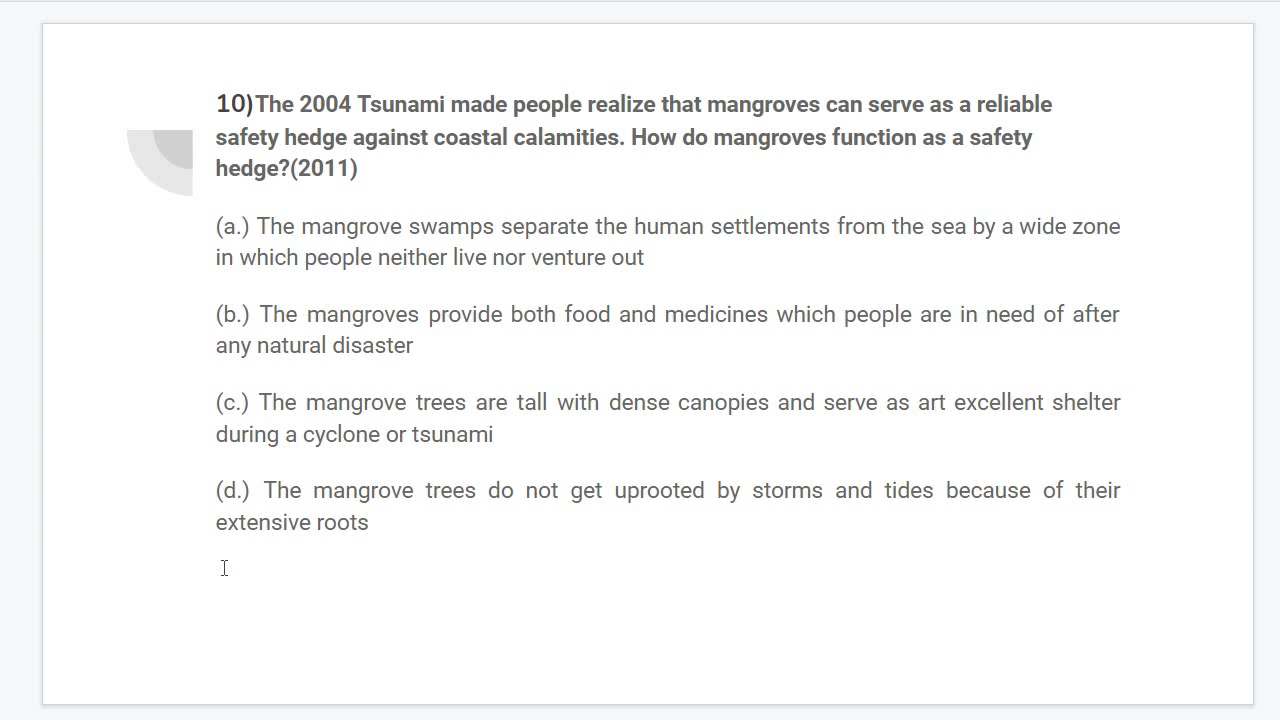 10)The 2004 Tsunami made people realize that mangroves can serve as a reliable
safety hedge against coastal calamities. How do mangroves function as a safety
hedge?(2011)
(a.) The mangrove swamps separate the human settlements from the sea by a wide zone
in which people neither live nor venture out
(b.) The mangroves provide both food and medicines which people are in need of after
any natural disaster
(c.) The mangrove trees are tall with dense canopies and serve as art excellent shelter
during a cyclone or tsunami
(d.) The mangrove trees do not get uprooted by storms and tides because of their
extensive roots